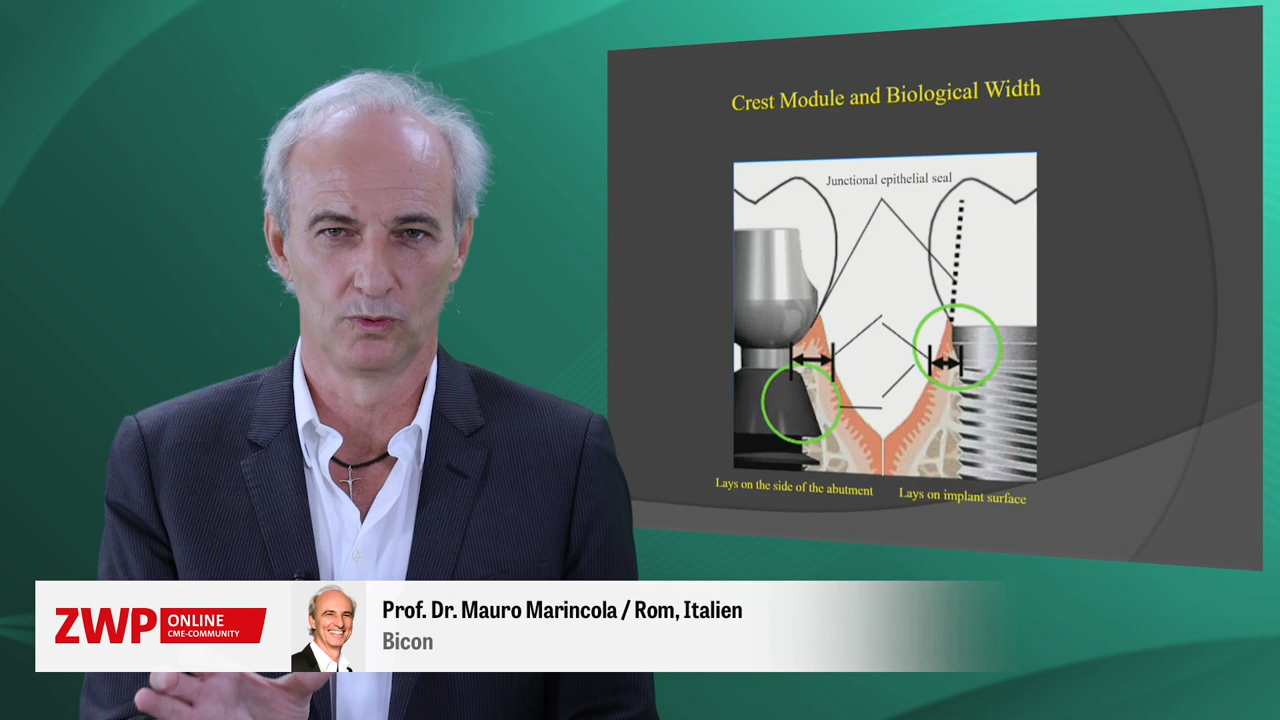 Crest Module and Biological Width
Junctional epithelial seal
Lays on the side of the abutment
Lays on implant surface
ZWP ONLINE
CME-COMMUNITY
Prof. Dr. Mauro Marincola / Rom, Italien
Bicon